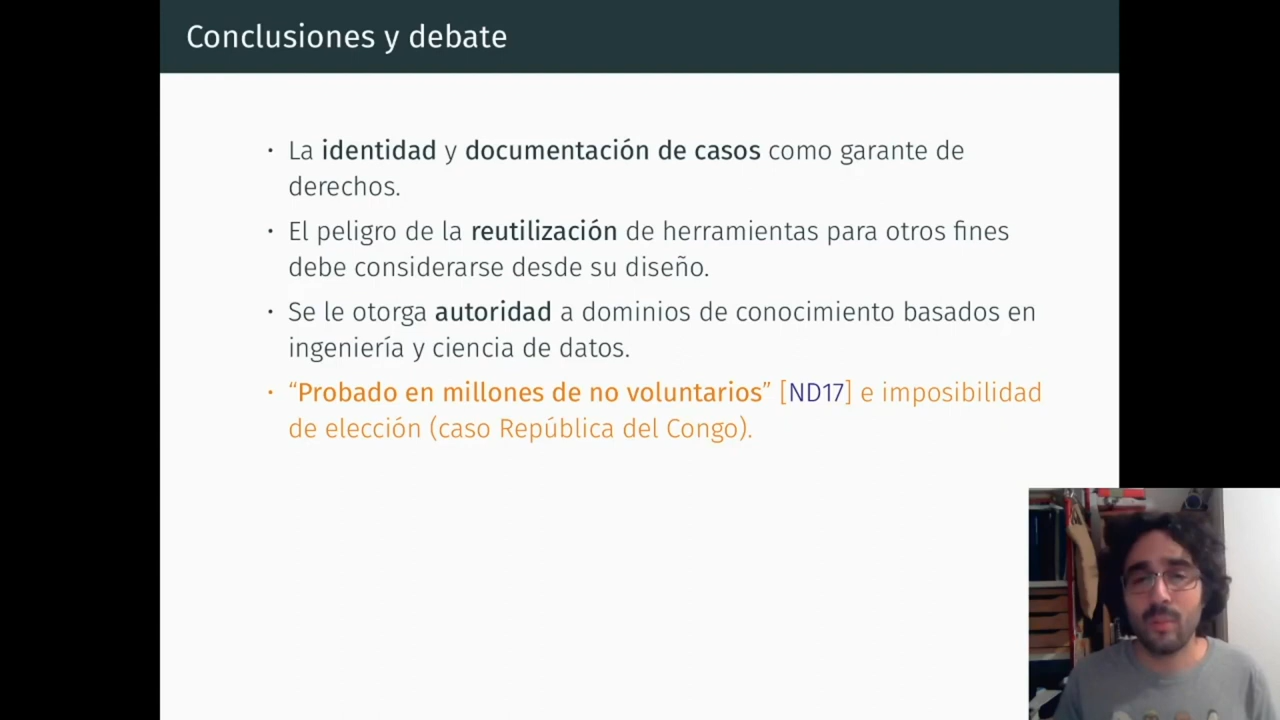 Conclusiones y debate
· La identidad y documentación de casos como garante de
derechos.
· El peligro de la reutilización de herramientas para otros fines
debe considerarse desde su diseño.
· Se le otorga autoridad a dominios de conocimiento basados en
ingeniería y ciencia de datos.
· “Probado en millones de no voluntarios” [ND17] e imposibilidad
de elección (caso República del Congo).